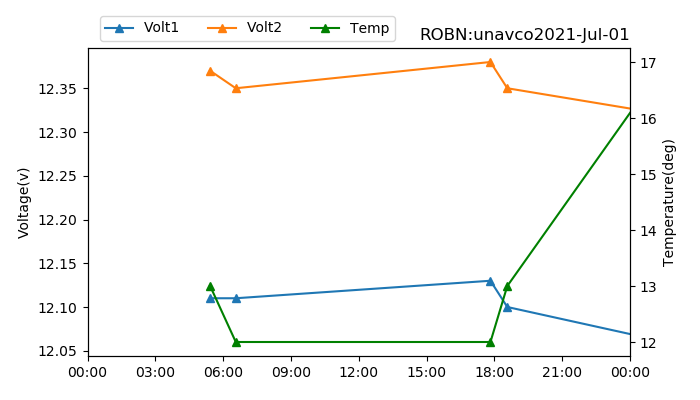 Volt1 Volt2 Temp
ROBN:unavco2021-Jul-01
Voltage(v)
12.35
12.30
12.25
12.20
12.15
12.10
12.05
17
16
15
14
13
12
Temperature(deg)
00:00 03:00 06:00 09:00 12:00 15:00 18:00 21:00 00:00